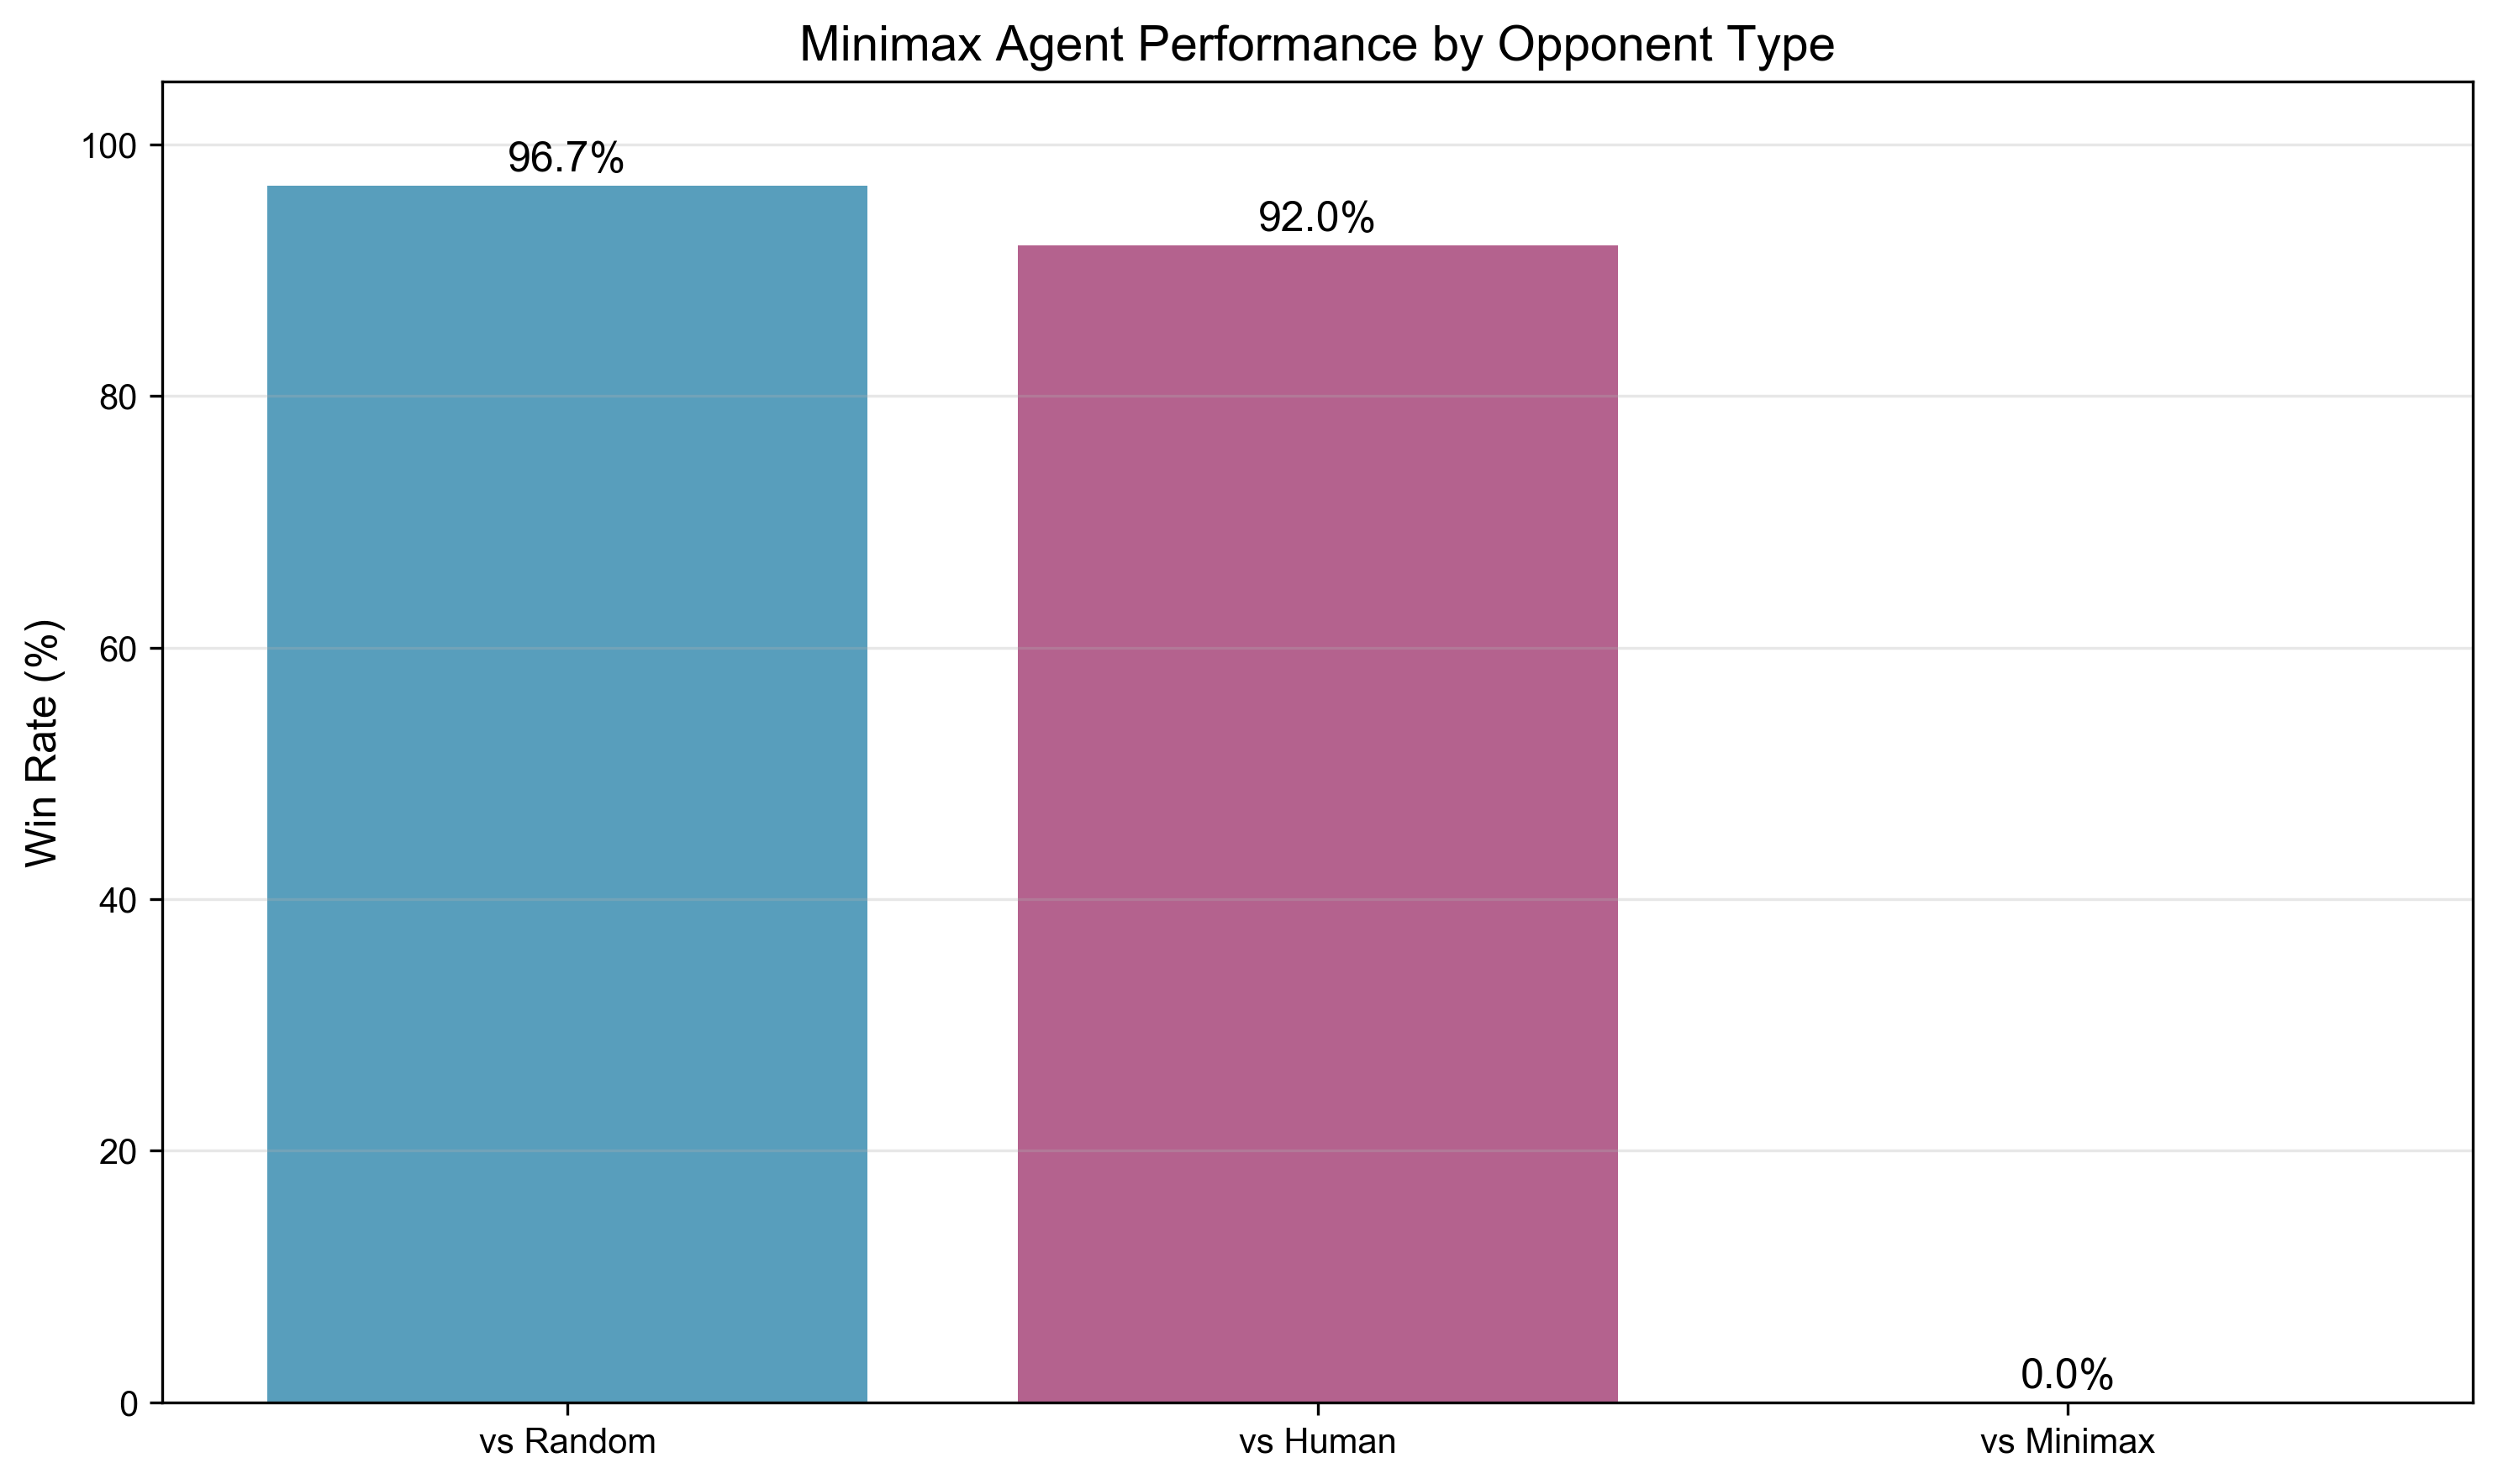 Minimax Agent Performance by Opponent Type
Win Rate (%)
100
80
60
40
20
0
96.7%
92.0%
0.0%
vs Random
vs Human
vs Minimax